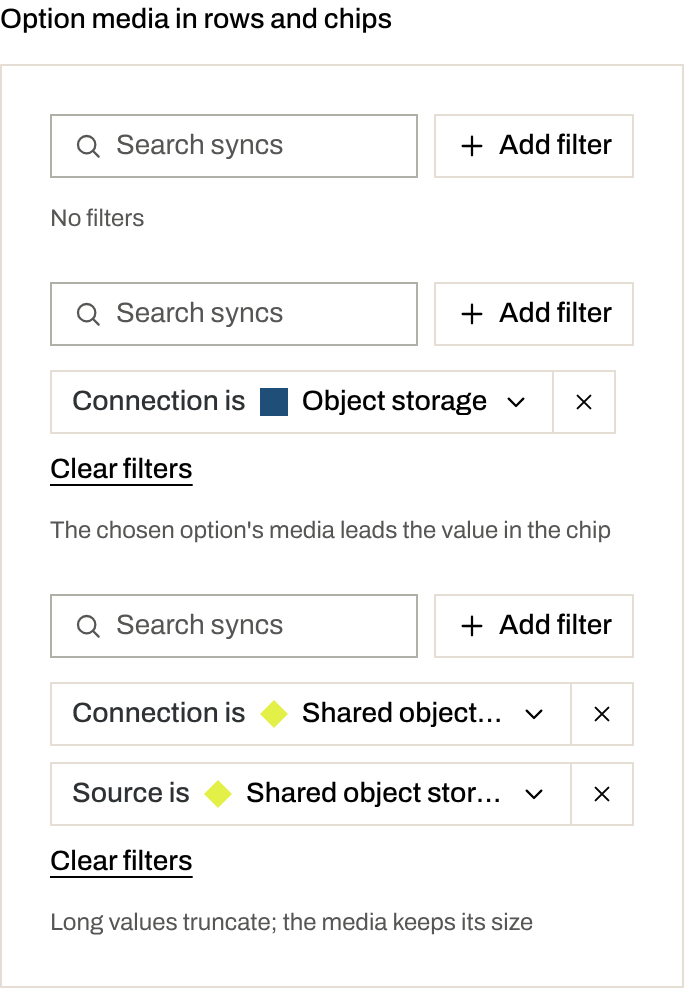 Option media in rows and chips
Search syncs
Add filter
No filters
Search syncs
Add filter
Connection is Object storage
Clear filters
The chosen option's media leads the value in the chip
Search syncs
Add filter
Connection is Shared object...
Source is Shared object stor...
Clear filters
Long values truncate; the media keeps its size